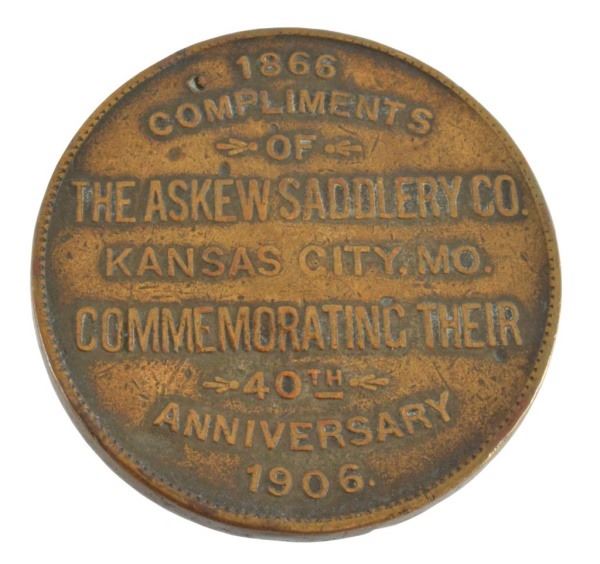 1866
COMPLIMENTS
OF
THE ASKEW SADDLERY CO.
KANSAS CITY, MO.
COMMEMORATING THEIR
40TH
ANNIVERSARY
1906.